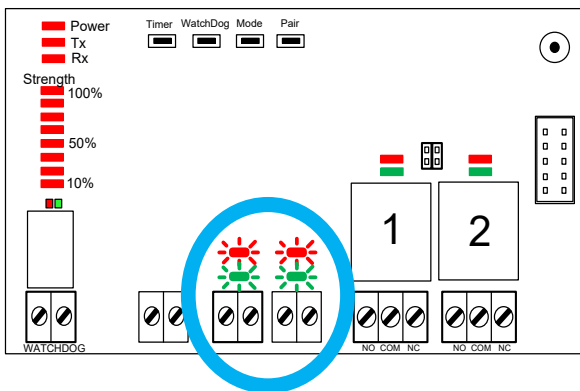 Power
Tx
Rx
Timer WatchDog Mode Pair
Strength
100%
50%
10%
1 2
WATCHDOG
NO COM NC NO COM NC